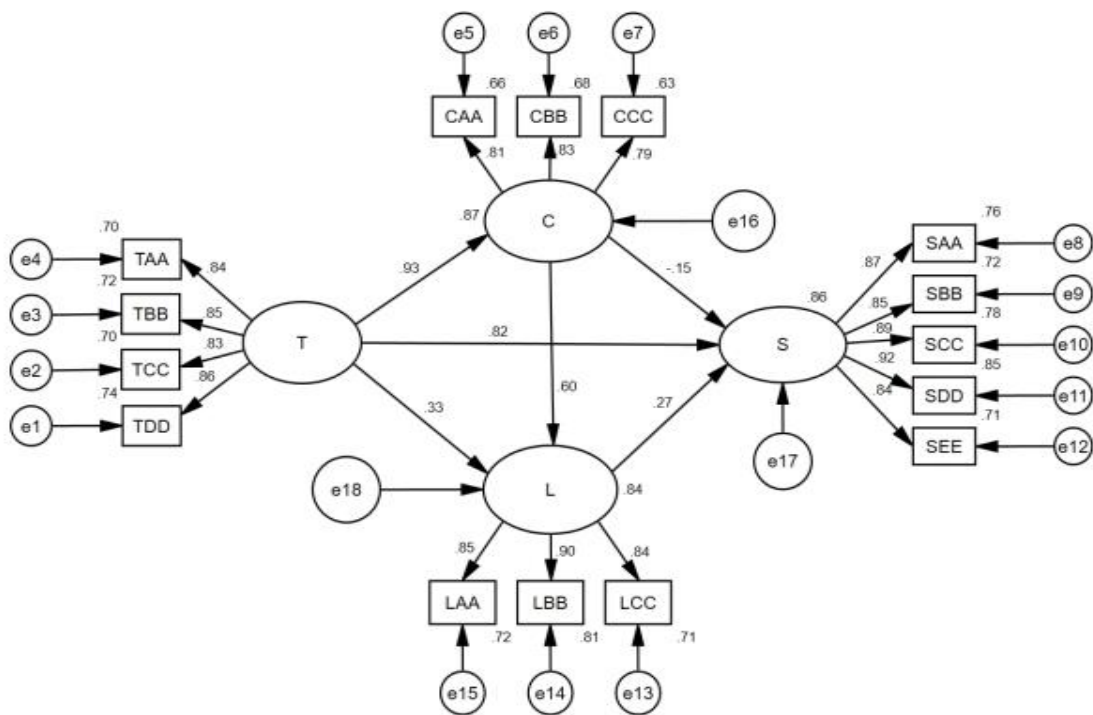 e5
e6
e7
.66
.68
.63
CAA
CBB
CCC
.81
.83
.79
.87
C
e16
.70
e4
TAA
.84
.72
e3
TBB
.85
.70
e2
TCC
.83
.74
e1
TDD
.86
T
.93
.82
.33
.60
-.15
.27
.86
S
e17
.76
.87
SAA
e8
.72
.85
SBB
e9
.78
.89
SCC
e10
.85
.92
SDD
e11
.71
.84
SEE
e12
e18
L
.84
.85
.90
.84
LAA
LBB
LCC
.72
.81
.71
e15
e14
e13